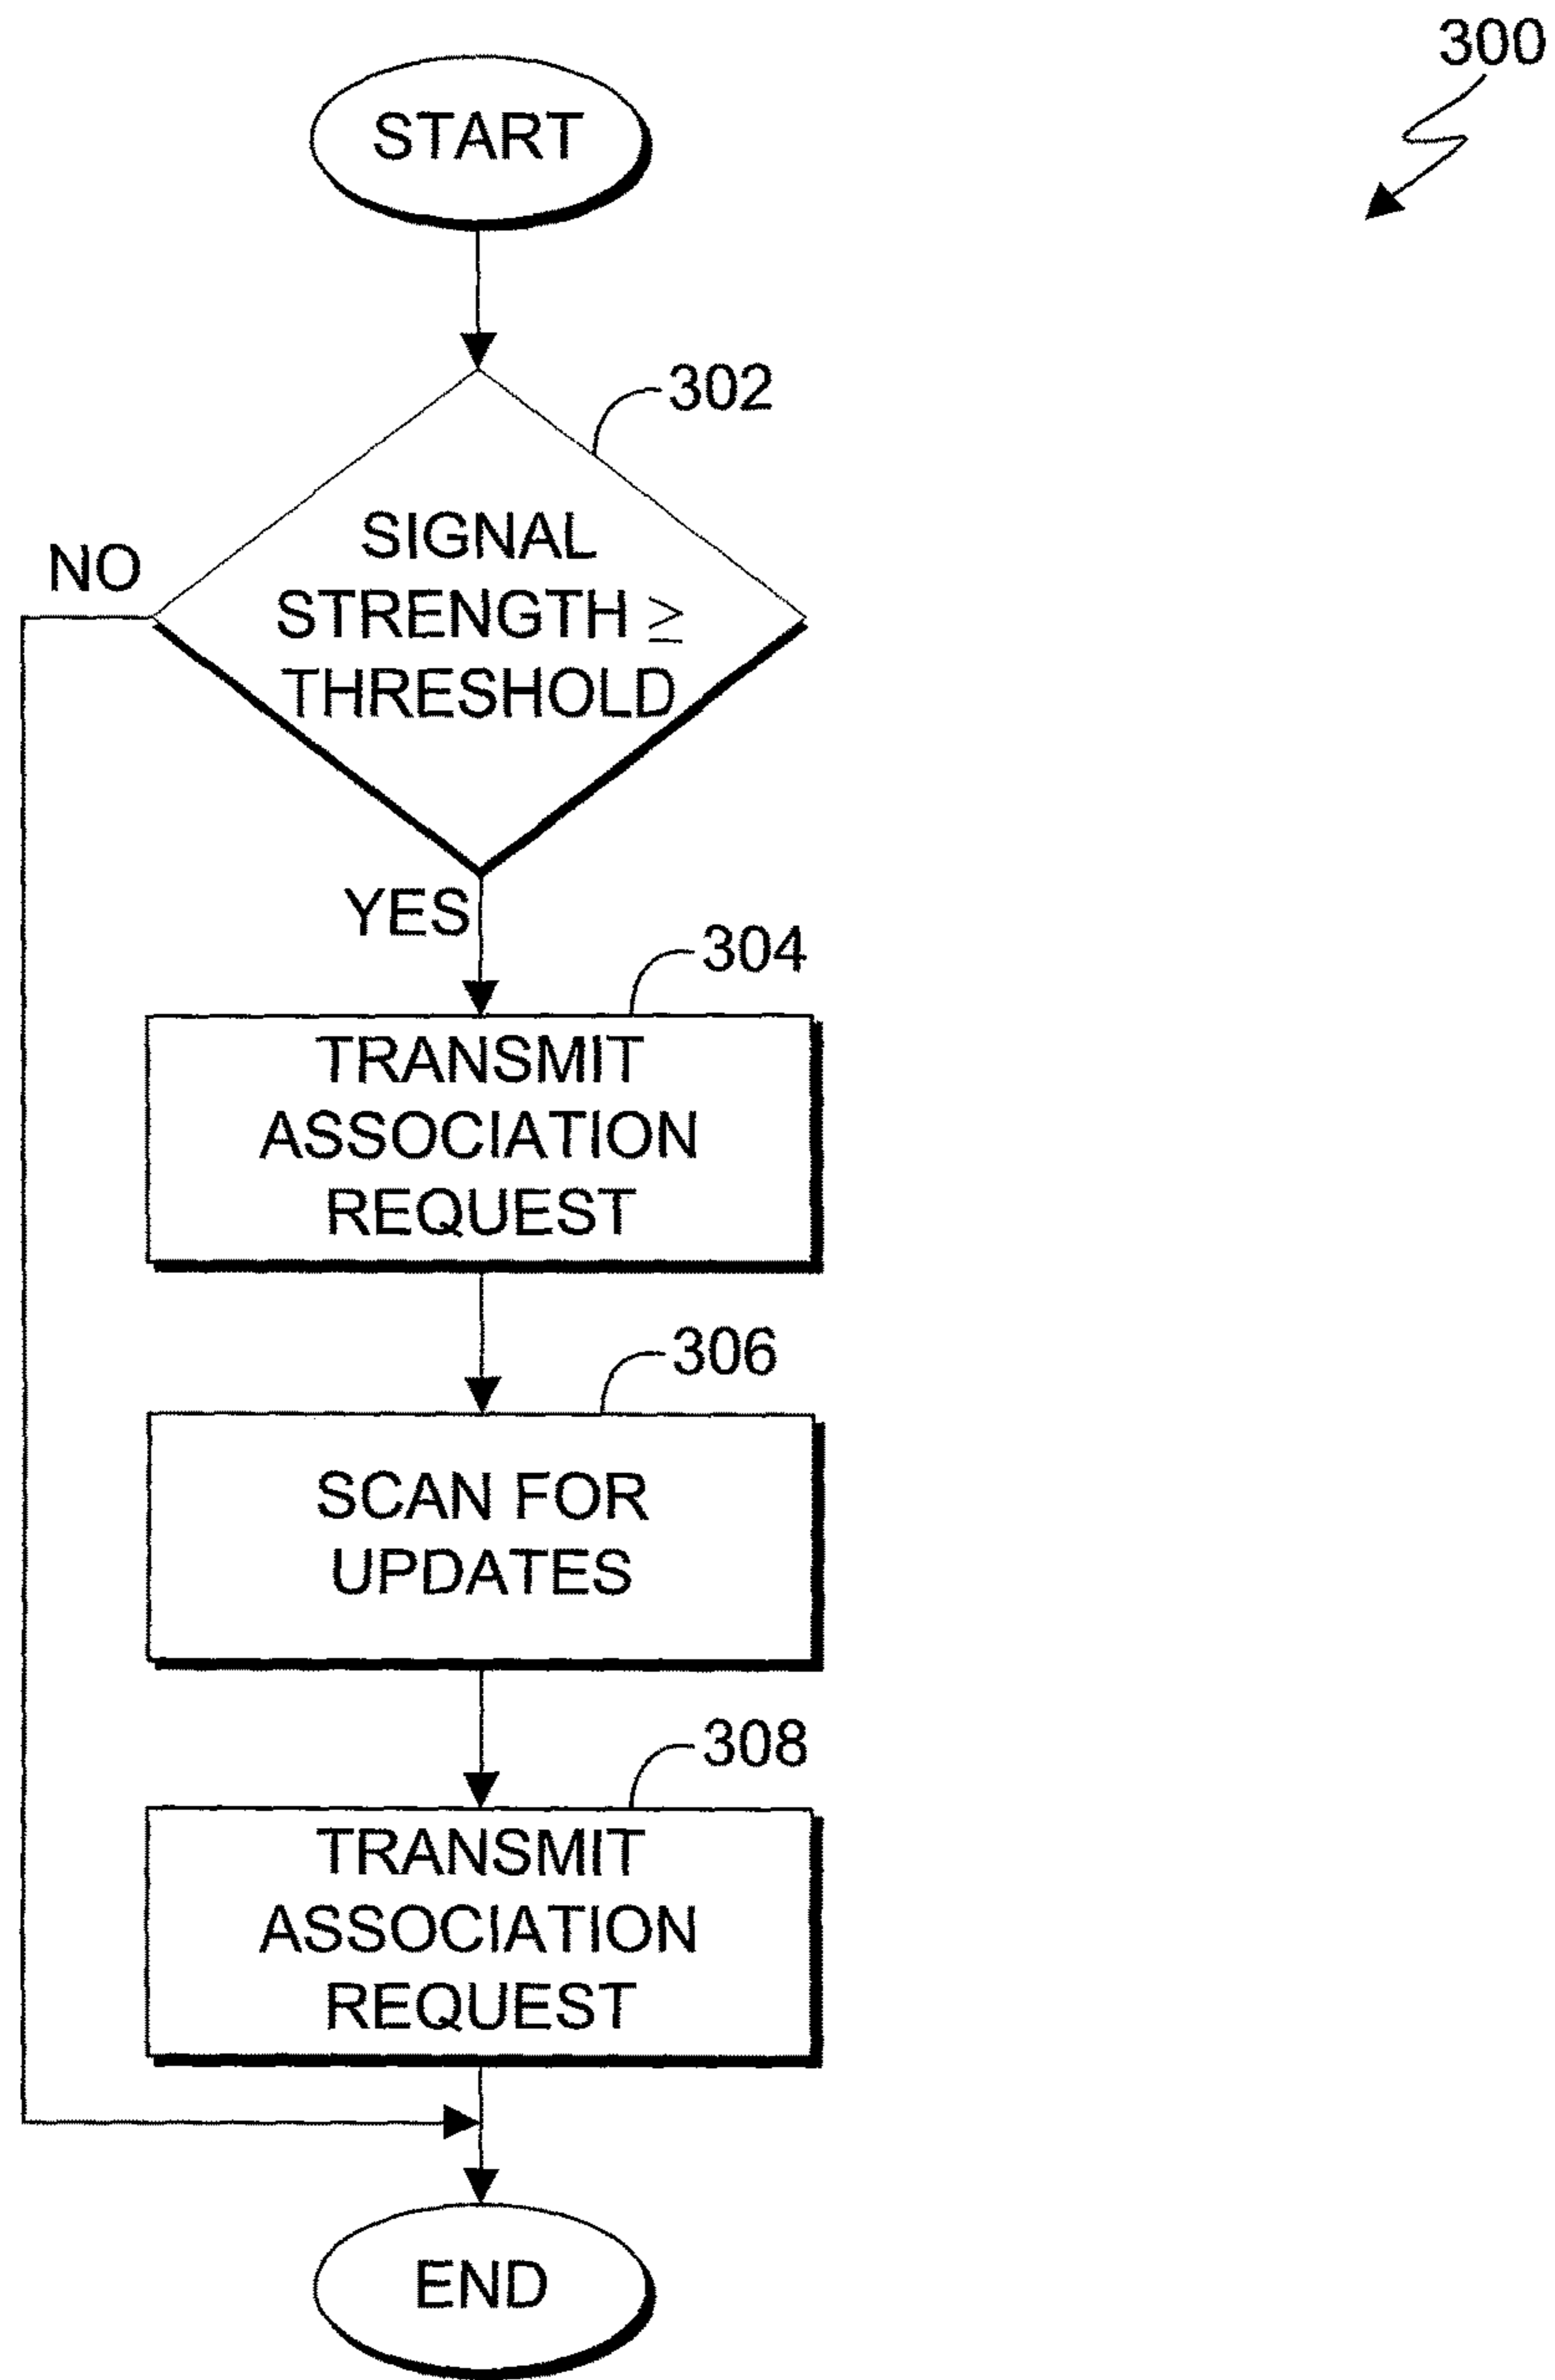 300
START
302
SIGNAL
STRENGTH ≥
THRESHOLD
NO
YES
304
TRANSMIT
ASSOCIATION
REQUEST
306
SCAN FOR
UPDATES
308
TRANSMIT
ASSOCIATION
REQUEST
END